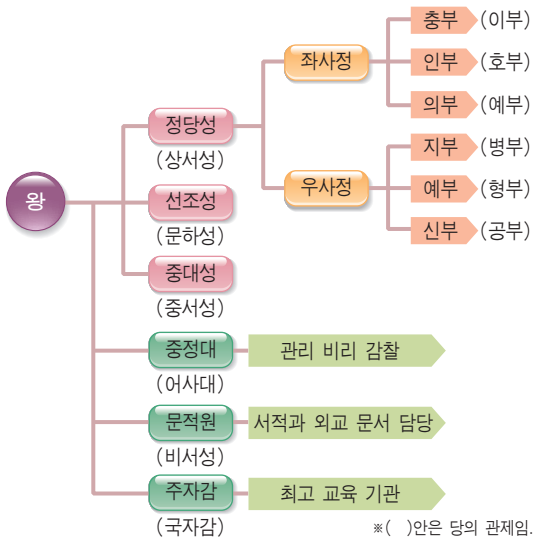 충부 (이부)
좌사정 인부 (호부)
의부 (예부)
정당성
(상서성)
지부 (병부)
우사정 예부 (형부)
신부 (공부)
왕
선조성
(문하성)
중대성
(중서성)
중정대 관리 비리 감찰
(어사대)
문적원 서적과 외교 문서 담당
(비서성)
주자감 최고 교육 기관
(국자감)
※( )안은 당의 관제임.